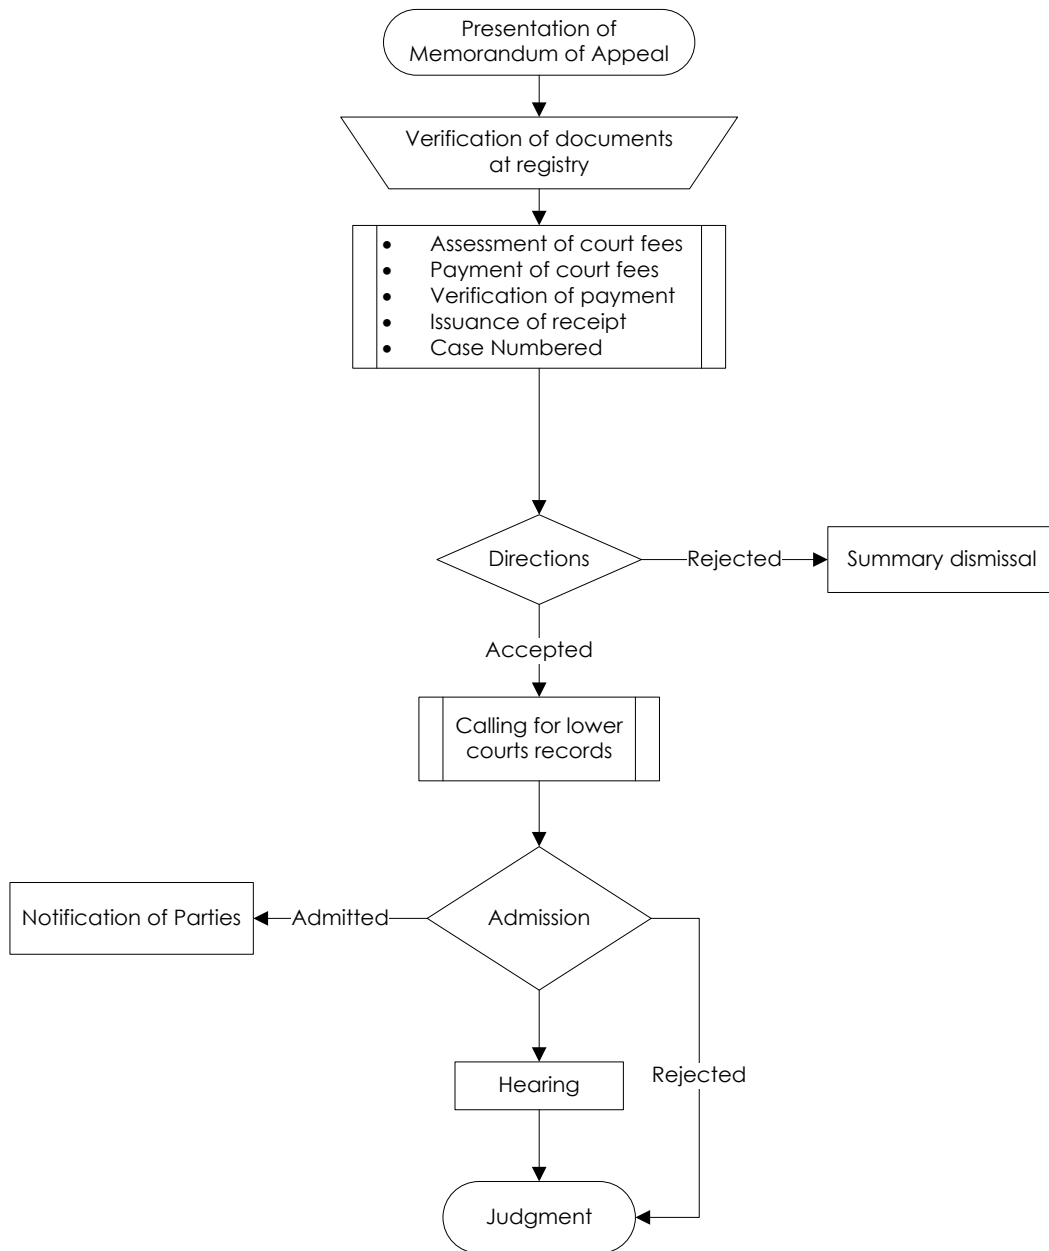 Presentation of
Memorandum of Appeal
Verification of documents
at registry
• Assessment of court fees
• Payment of court fees
• Verification of payment
• Issuance of receipt
• Case Numbered
Directions
Rejected
Summary dismissal
Accepted
Calling for lower
courts records
Notification of Parties
Admitted
Admission
Hearing
Rejected
Judgment